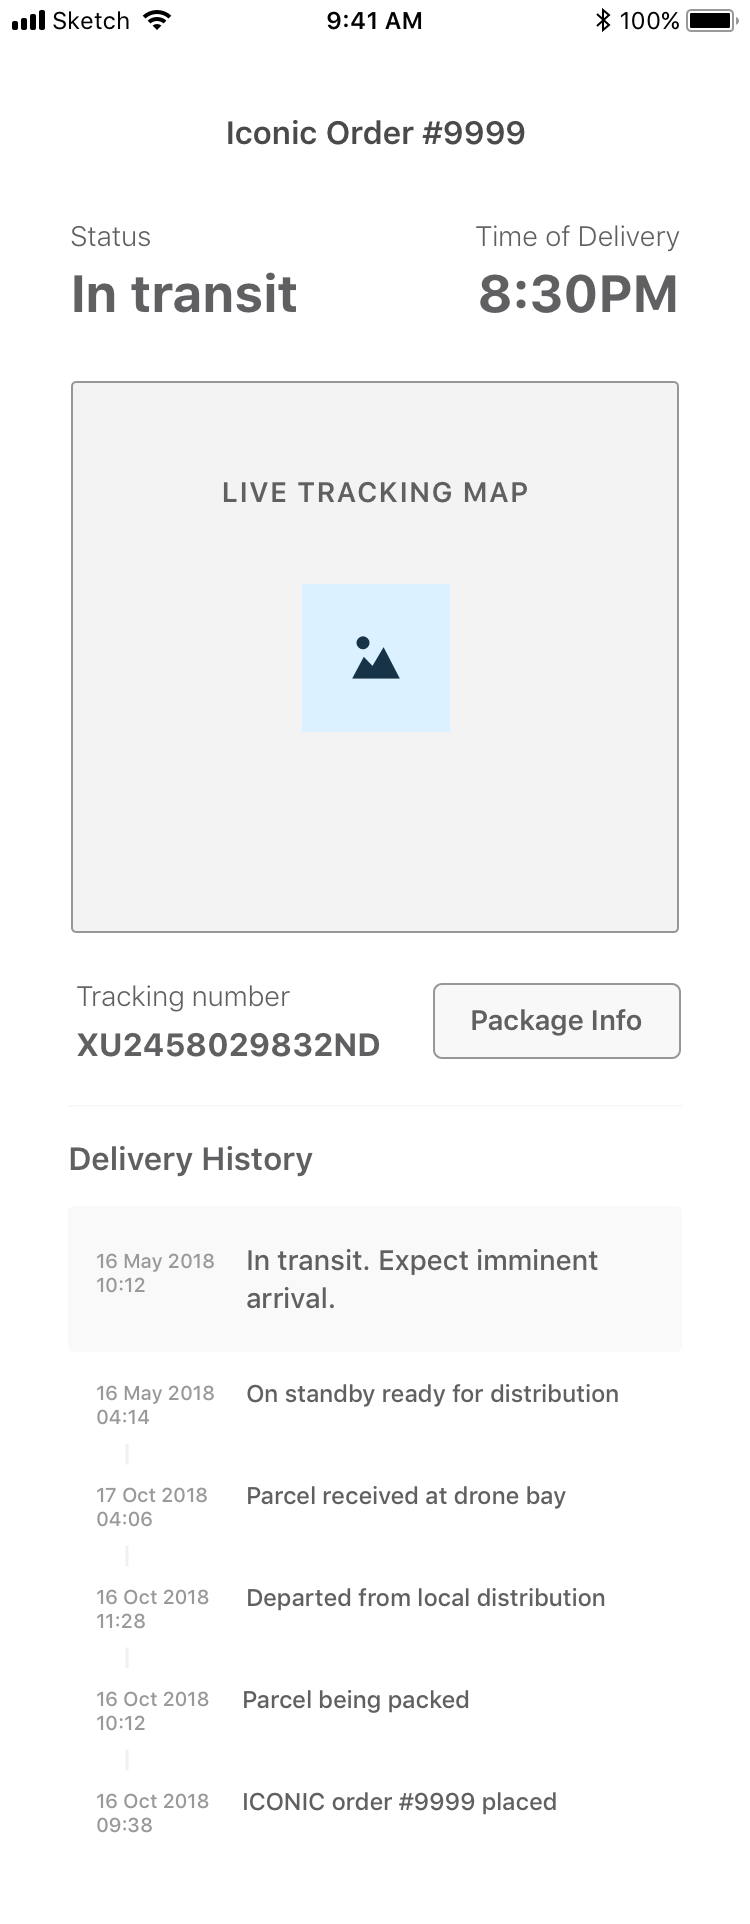 Sketch 9:41 AM 100%
Iconic Order #9999
Status Time of Delivery
In transit 8:30PM
LIVE TRACKING MAP
Tracking number
XU2458029832ND
Package Info
Delivery History
16 May 2018
10:12
In transit. Expect imminent
arrival.
16 May 2018
04:14
On standby ready for distribution
17 Oct 2018
04:06
Parcel received at drone bay
16 Oct 2018
11:28
Departed from local distribution
16 Oct 2018
10:12
Parcel being packed
16 Oct 2018
09:38
ICONIC order #9999 placed